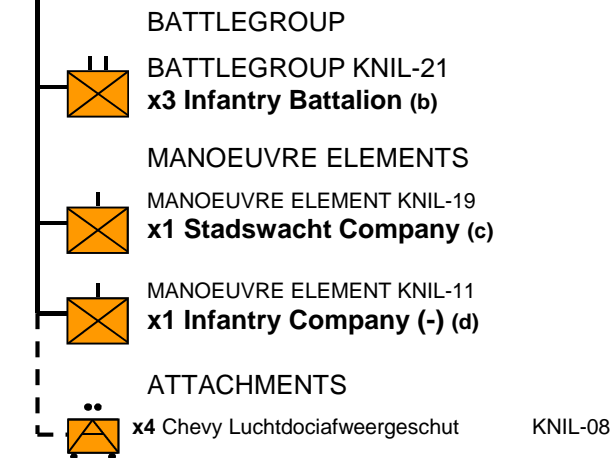 BATTLEGROUP
BATTLEGROUP KNIL-21
x3 Infantry Battalion (b)
MANOEUVRE ELEMENTS
MANOEUVRE ELEMENT KNIL-19
x1 Stadswacht Company (c)
MANOEUVRE ELEMENT KNIL-11
x1 Infantry Company (-) (d)
ATTACHMENTS
x4 Chevy Luchtdociafweergeschut KNIL-08